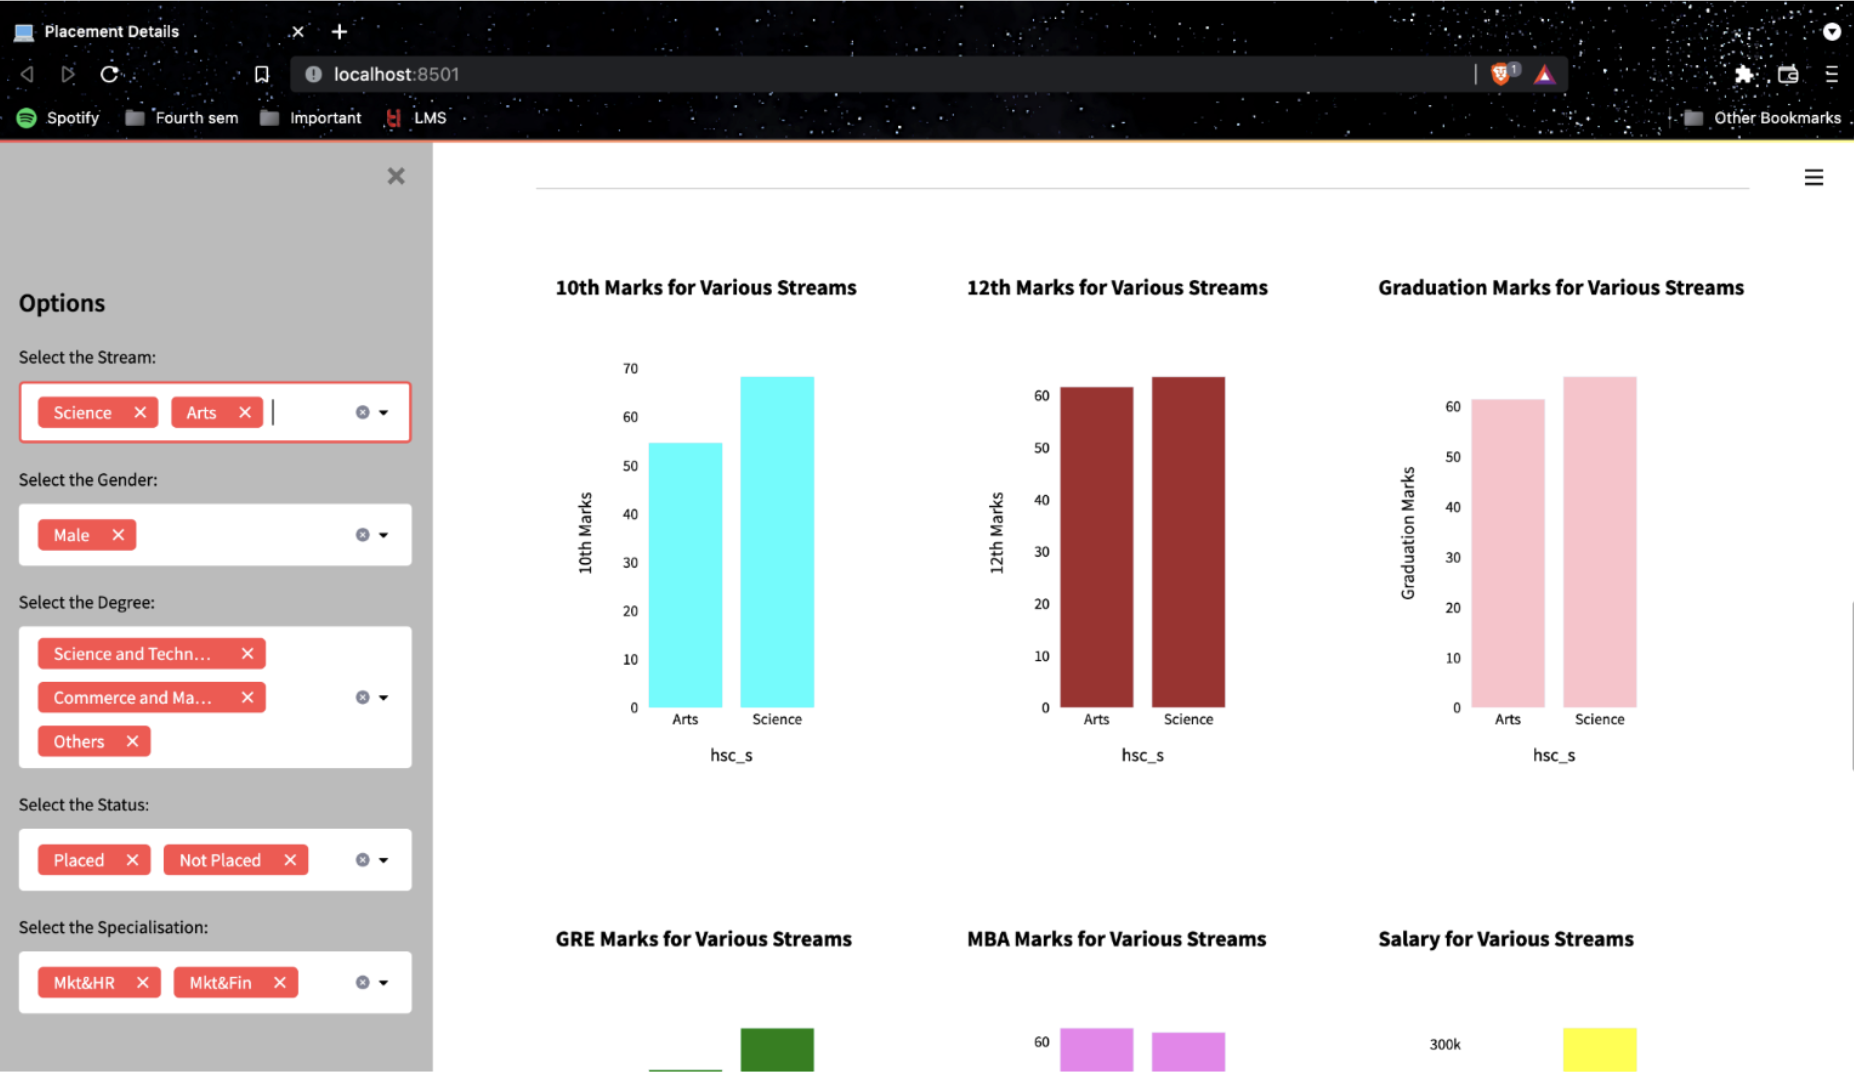 Placement Details
localhost:8501
1
Spotify Fourth sem Important LMS Other Bookmarks
Options
Select the Stream:
Science Arts
Select the Gender:
Male
Select the Degree:
Science and Techn...
Commerce and Ma...
Others
Select the Status:
Placed Not Placed
Select the Specialisation:
Mkt&HR Mkt&Fin
10th Marks for Various Streams
70
60
50
40
30
20
10
0
10th Marks
Arts Science
hsc_s
12th Marks for Various Streams
60
50
40
30
20
10
0
12th Marks
Arts Science
hsc_s
Graduation Marks for Various Streams
60
50
40
30
20
10
0
Graduation Marks
Arts Science
hsc_s
GRE Marks for Various Streams
MBA Marks for Various Streams
60
Salary for Various Streams
300k